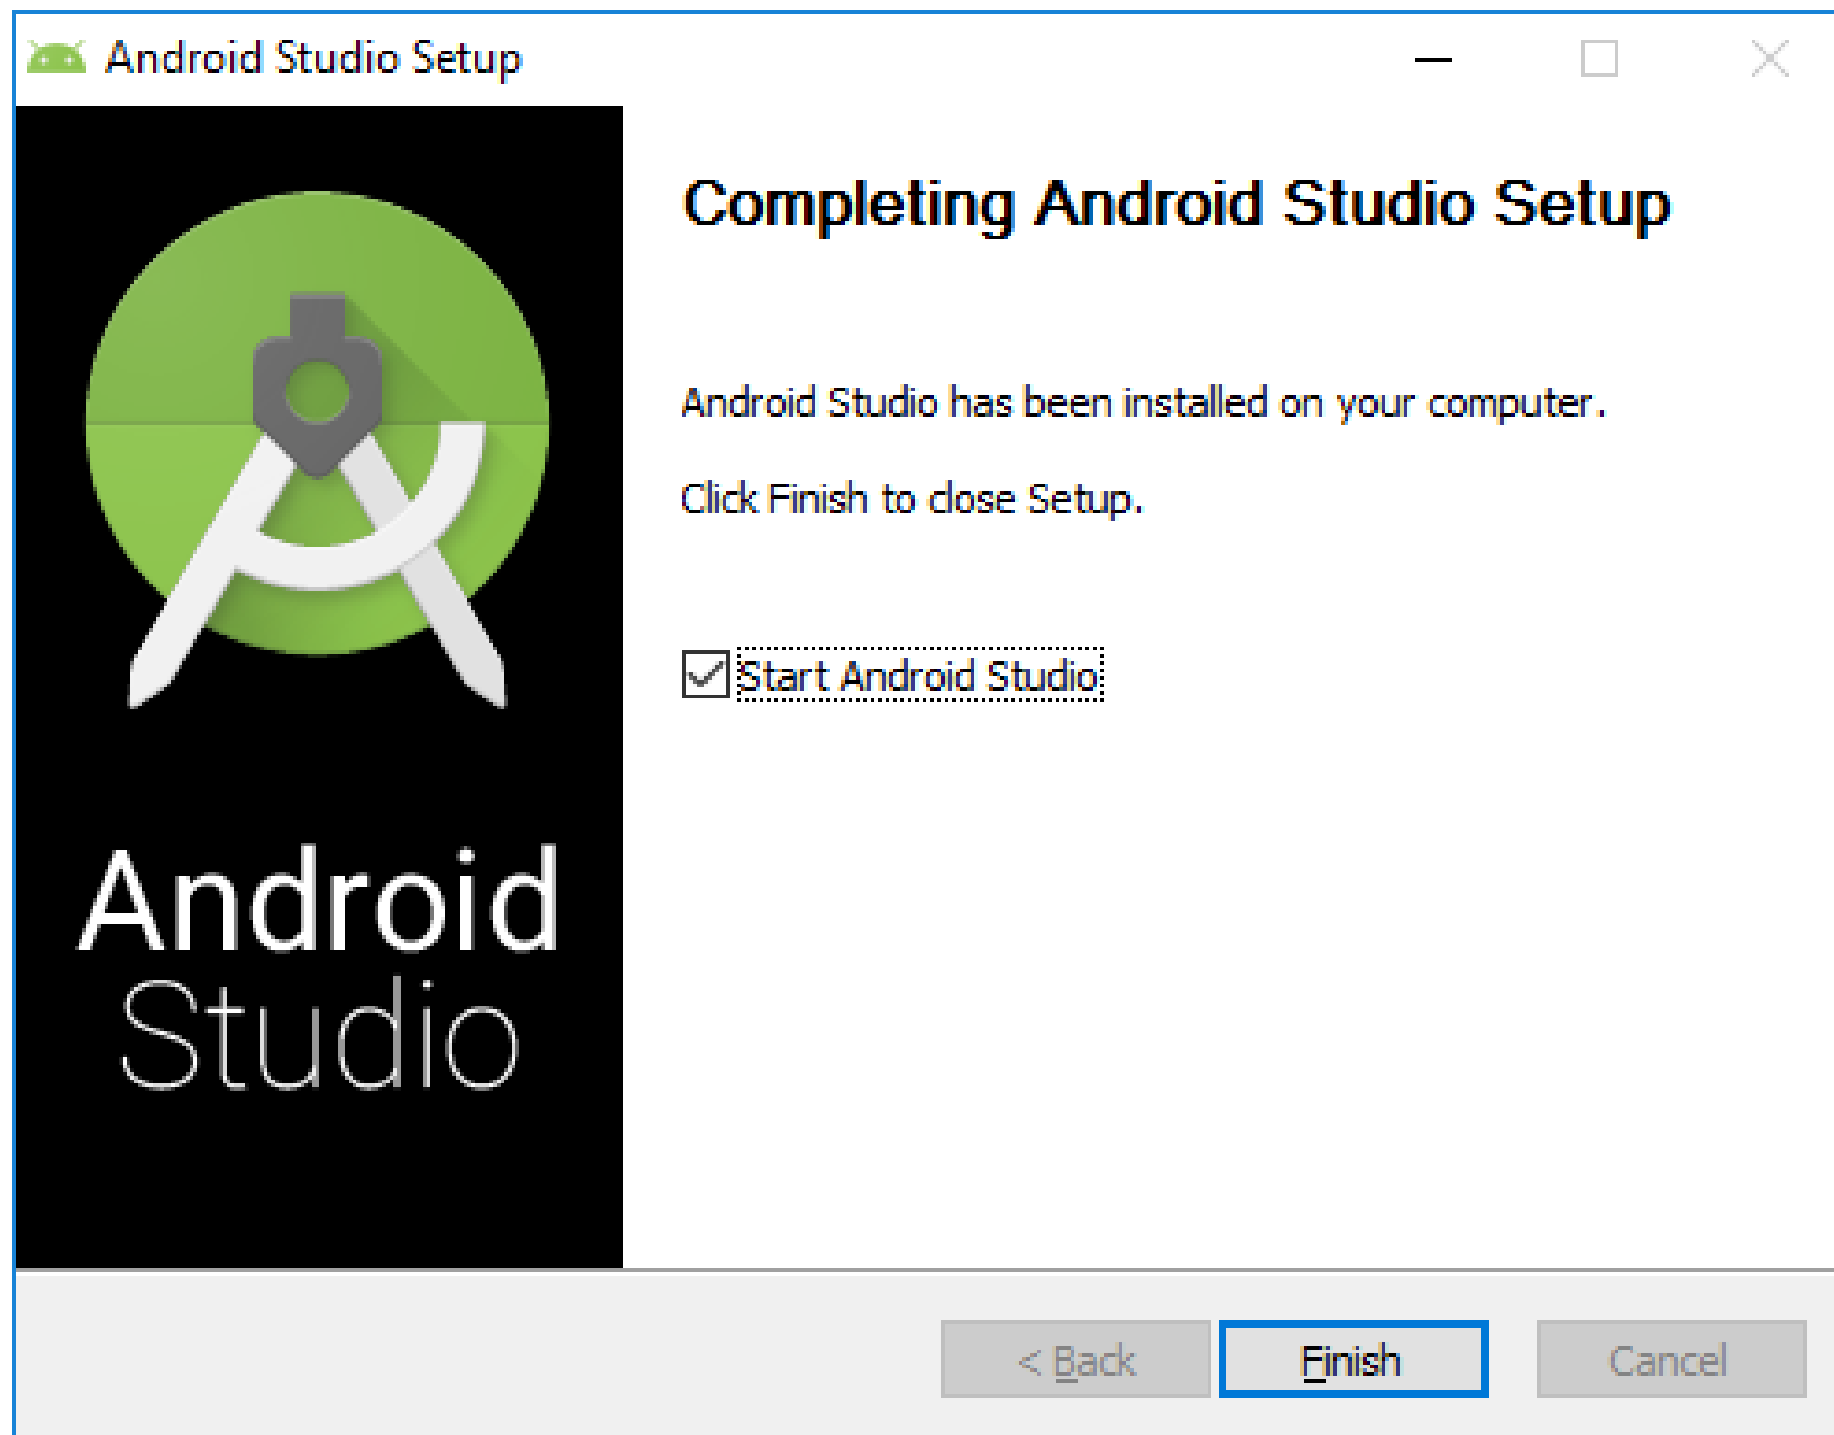 Android Studio Setup
Completing Android Studio Setup
Android Studio has been installed on your computer.
Click Finish to close Setup.
Start Android Studio
Android
Studio
< Back
Finish
Cancel